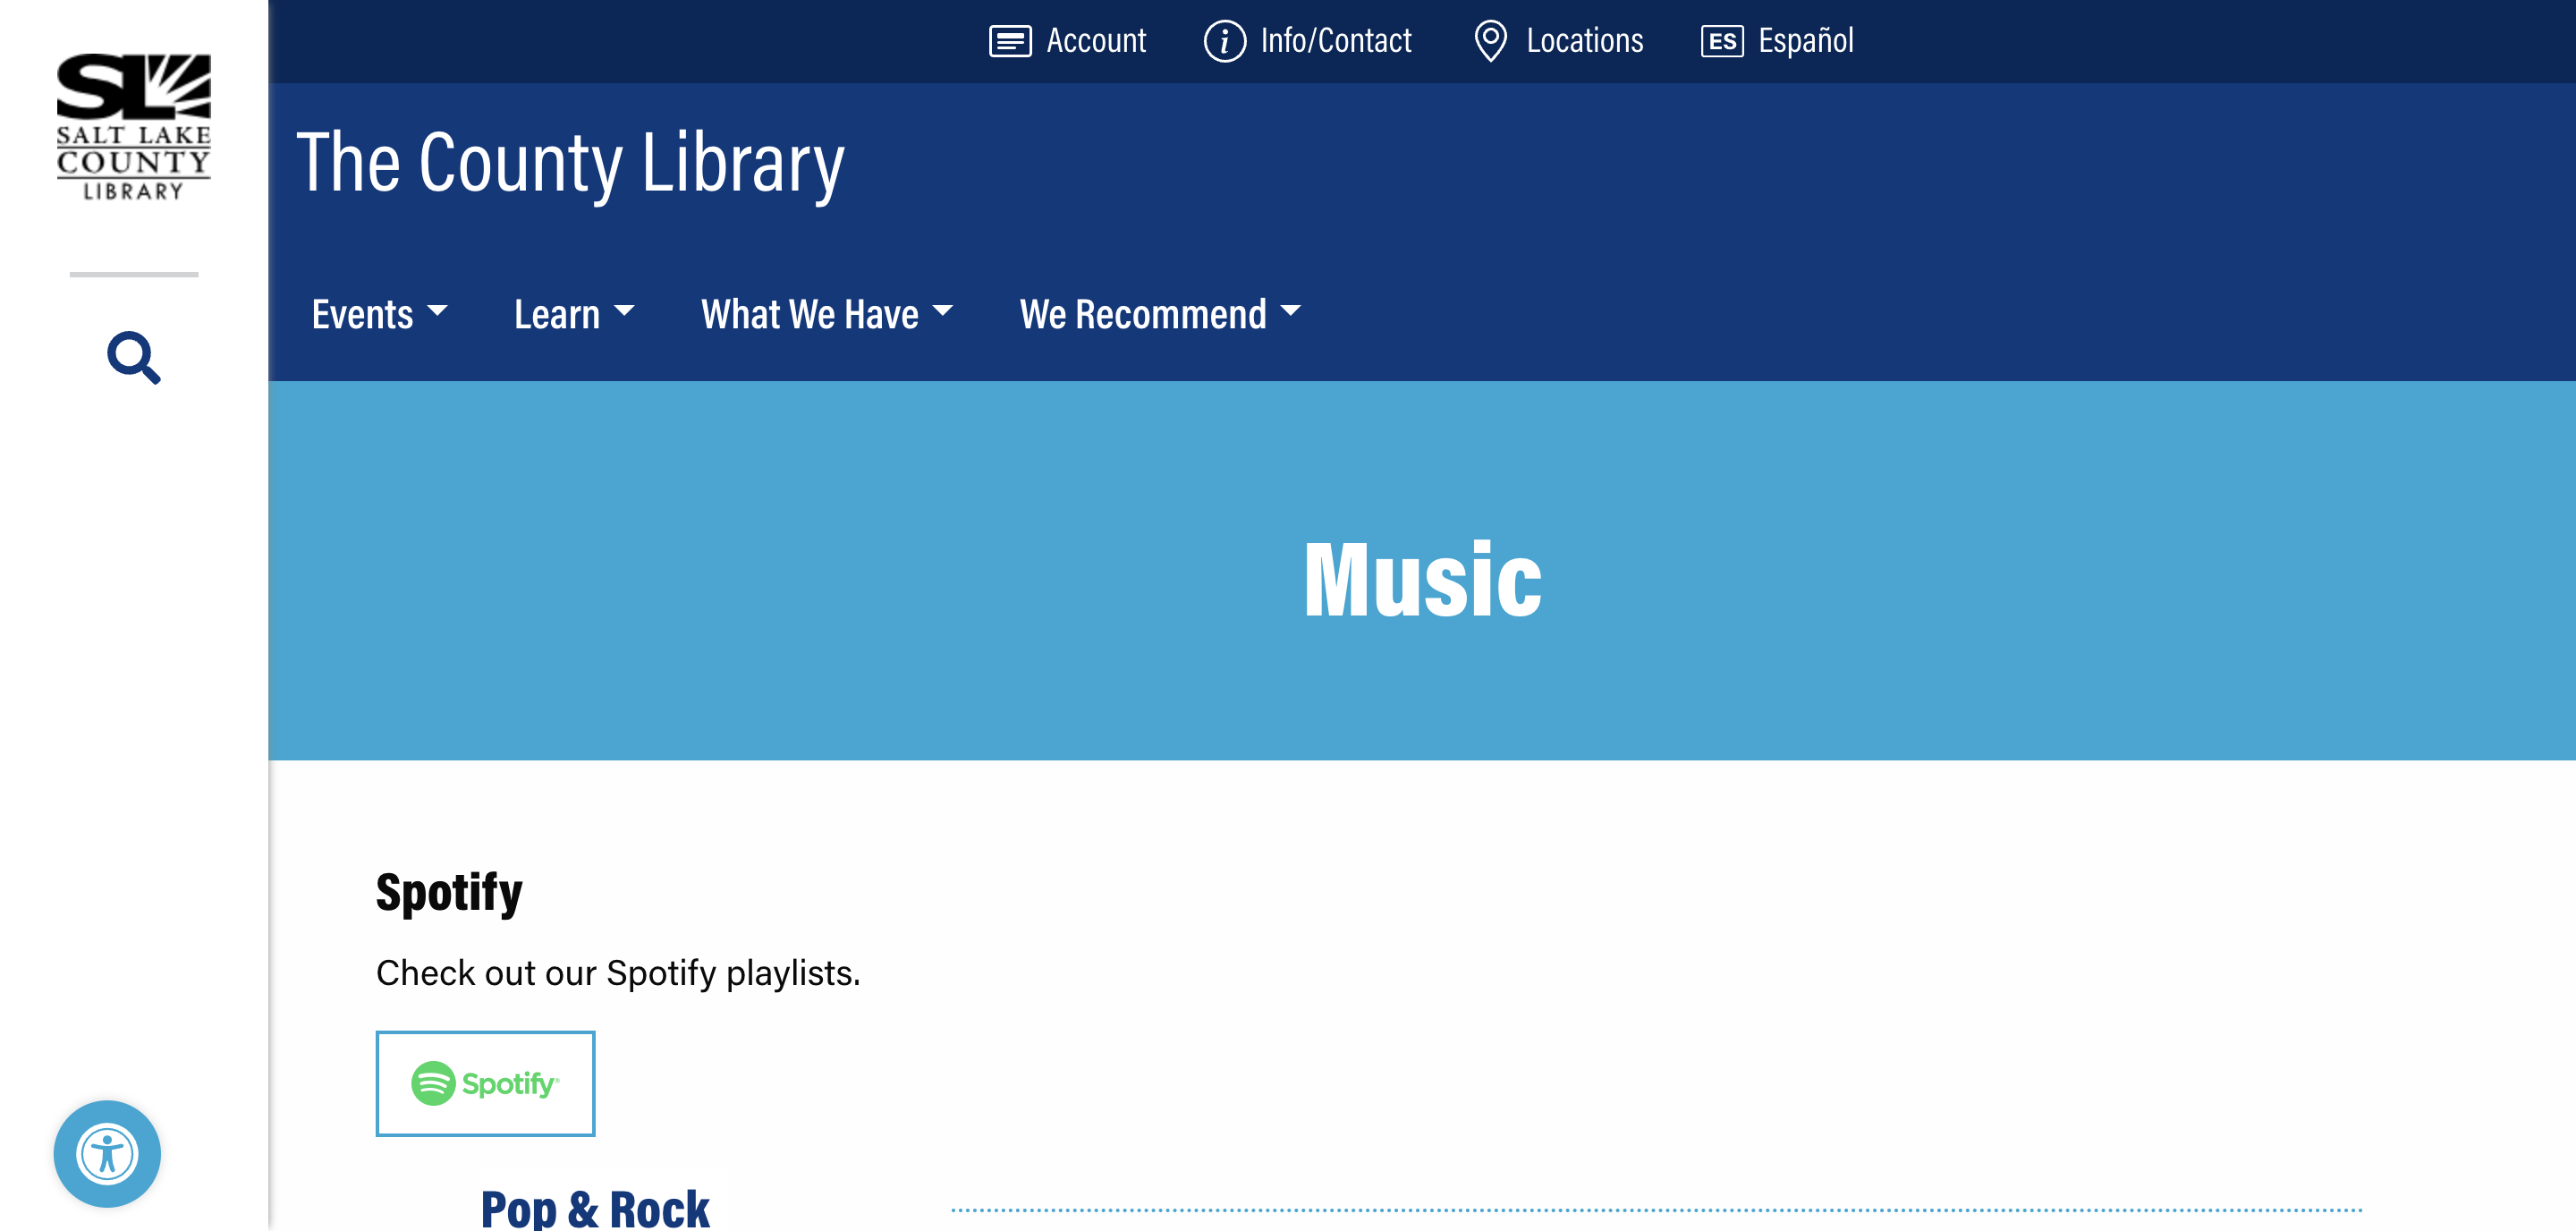 SL
SALT LAKE
COUNTY
LIBRARY
Account
Info/Contact
Locations
ES Español
The County Library
Events
Learn
What We Have
We Recommend
Music
Spotify
Check out our Spotify playlists.
Spotify
Pop & Rock